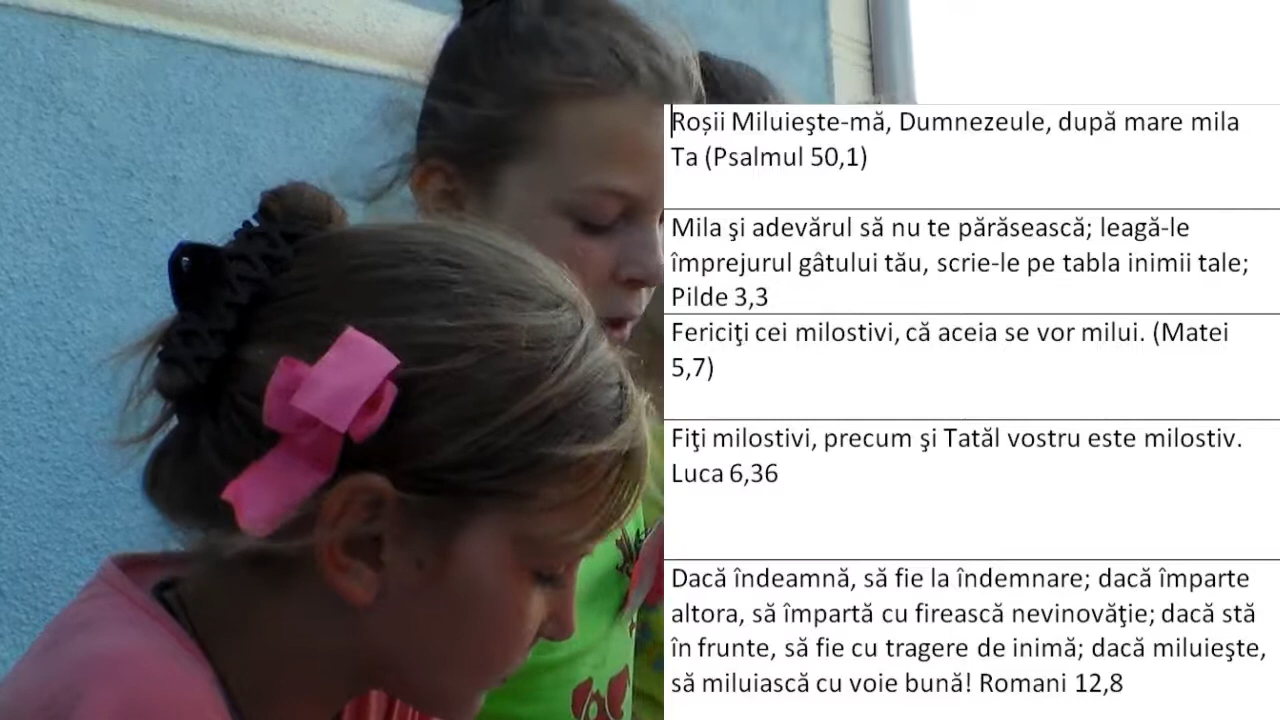 Roșii Miluieşte-mă, Dumnezeule, după mare mila
Ta (Psalmul 50,1)
Mila şi adevărul să nu te părăsească; leagă-le
împrejurul gâtului tău, scrie-le pe tabla inimii tale;
Pilde 3,3
Fericiţi cei milostivi, că aceia se vor milui. (Matei
5,7)
Fiţi milostivi, precum şi Tatăl vostru este milostiv.
Luca 6,36
Dacă îndeamnă, să fie la îndemnare; dacă împarte
altora, să împartă cu firească nevinovăţie; dacă stă
în frunte, să fie cu tragere de inimă; dacă miluieşte,
să miluiască cu voie bună! Romani 12,8